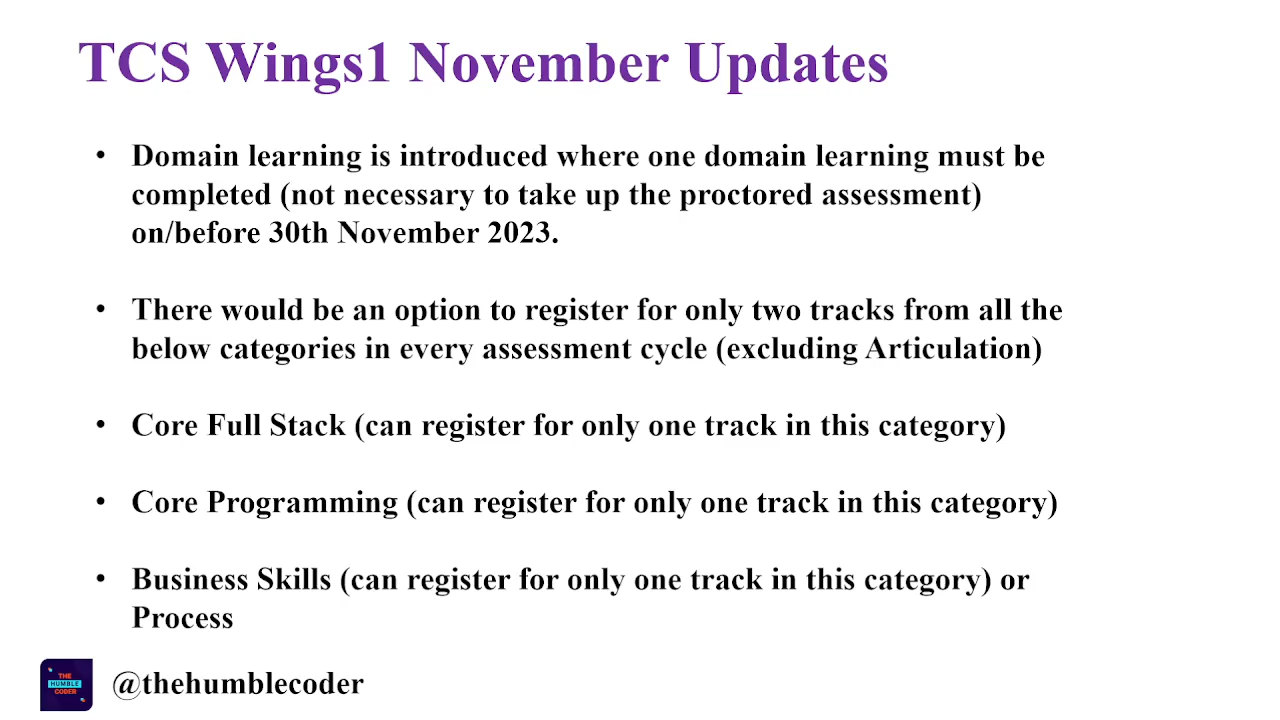 TCS Wings1 November Updates
• Domain learning is introduced where one domain learning must be
completed (not necessary to take up the proctored assessment)
on/before 30th November 2023.
• There would be an option to register for only two tracks from all the
below categories in every assessment cycle (excluding Articulation)
• Core Full Stack (can register for only one track in this category)
• Core Programming (can register for only one track in this category)
• Business Skills (can register for only one track in this category) or
Process
THE
HUMBLE
CODER
@thehumblecoder